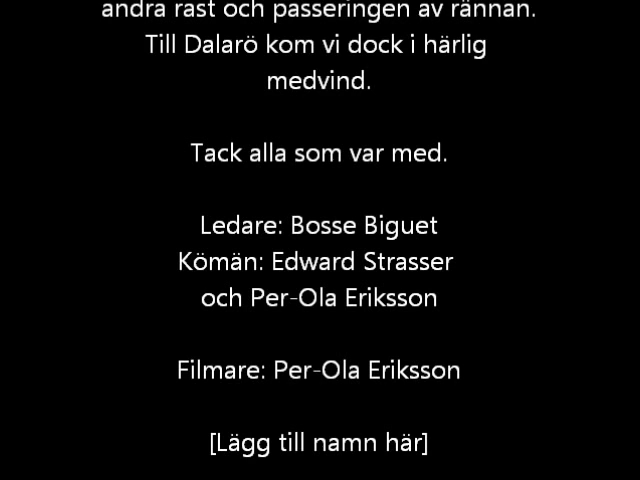 andra rast och passeringen av rännan.
Till Dalarö kom vi dock i härlig
medvind.
Tack alla som var med.
Ledare: Bosse Biguet
Kömän: Edward Strasser
och Per-Ola Eriksson
Filmare: Per-Ola Eriksson
[Lägg till namn här]